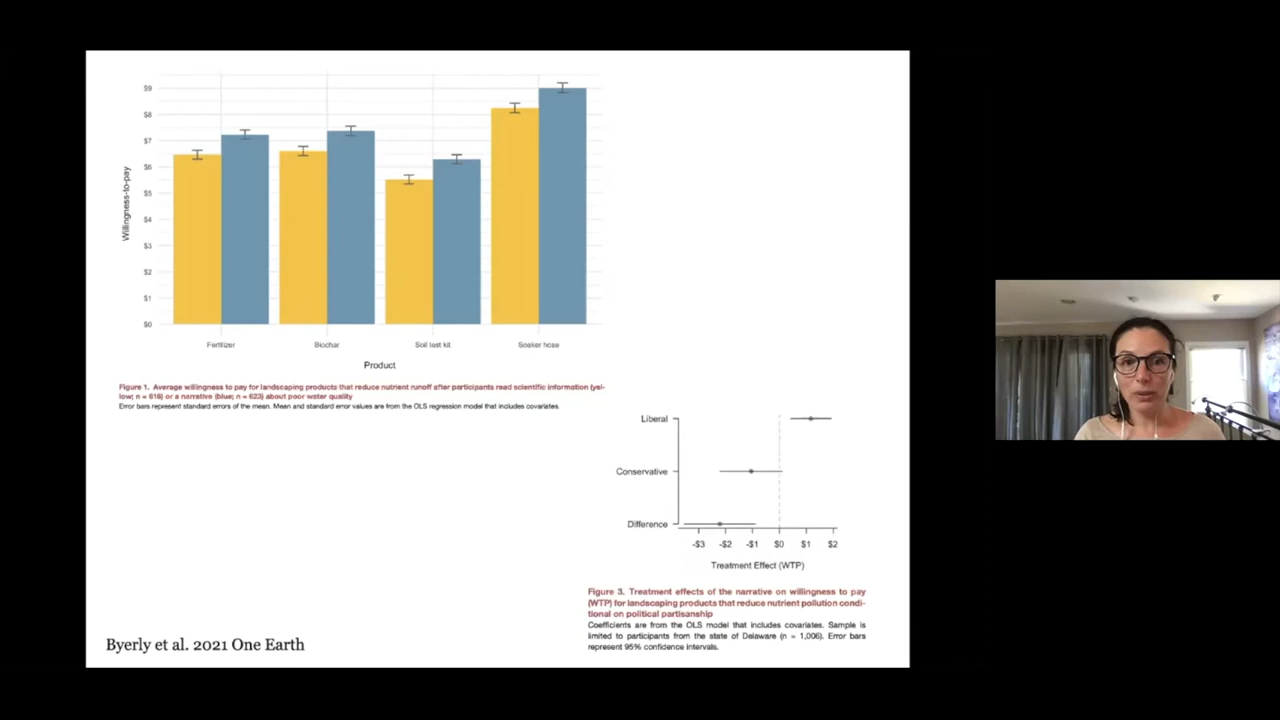 $9
$8
$7
$6
$5
$4
$3
$2
$1
$0
Willingness-to-pay
Fertilizer
Biochar
Soil test kit
Soaker hose
Product
Figure 1. Average willingness to pay for landscaping products that reduce nutrient runoff after participants read scientific information (yel-
low; n = 616) or a narrative (blue; n = 623) about poor water quality
Error bars represent standard errors of the mean. Mean and standard error values are from the OLS regression model that includes covariates.
Liberal
Conservative
Difference
-$3 -$2 -$1 $0 $1 $2
Treatment Effect (WTP)
Figure 3. Treatment effects of the narrative on willingness to pay
(WTP) for landscaping products that reduce nutrient pollution condi-
tional on political partisanship
Coefficients are from the OLS model that includes covariates. Sample is
limited to participants from the state of Delaware (n = 1,006). Error bars
represent 95% confidence intervals.
Byerly et al. 2021 One Earth